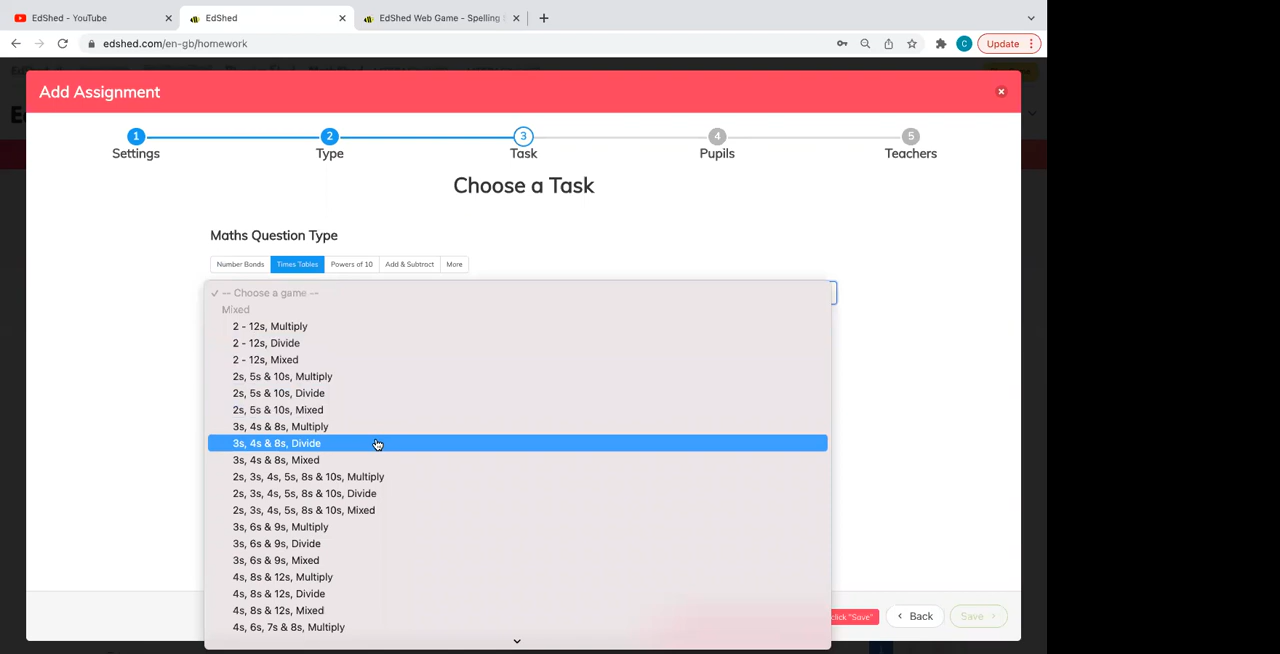 EdShed - YouTube
EdShed
EdShed Web Game - Spelling
edshed.com/en-gb/homework
C
Update
Add Assignment
1 2 3 4 5
Settings Type Task Pupils Teachers
Choose a Task
Maths Question Type
Number Bonds Times Tables Powers of 10 Add & Subtract More
-- Choose a game --
Mixed
2 - 12s, Multiply
2 - 12s, Divide
2 - 12s, Mixed
2s, 5s & 10s, Multiply
2s, 5s & 10s, Divide
2s, 5s & 10s, Mixed
3s, 4s & 8s, Multiply
3s, 4s & 8s, Divide
3s, 4s & 8s, Mixed
2s, 3s, 4s, 5s, 8s & 10s, Multiply
2s, 3s, 4s, 5s, 8s & 10s, Divide
2s, 3s, 4s, 5s, 8s & 10s, Mixed
3s, 6s & 9s, Multiply
3s, 6s & 9s, Divide
3s, 6s & 9s, Mixed
4s, 8s & 12s, Multiply
4s, 8s & 12s, Divide
4s, 8s & 12s, Mixed
4s, 6s, 7s & 8s, Multiply
click "Save"
Back
Save